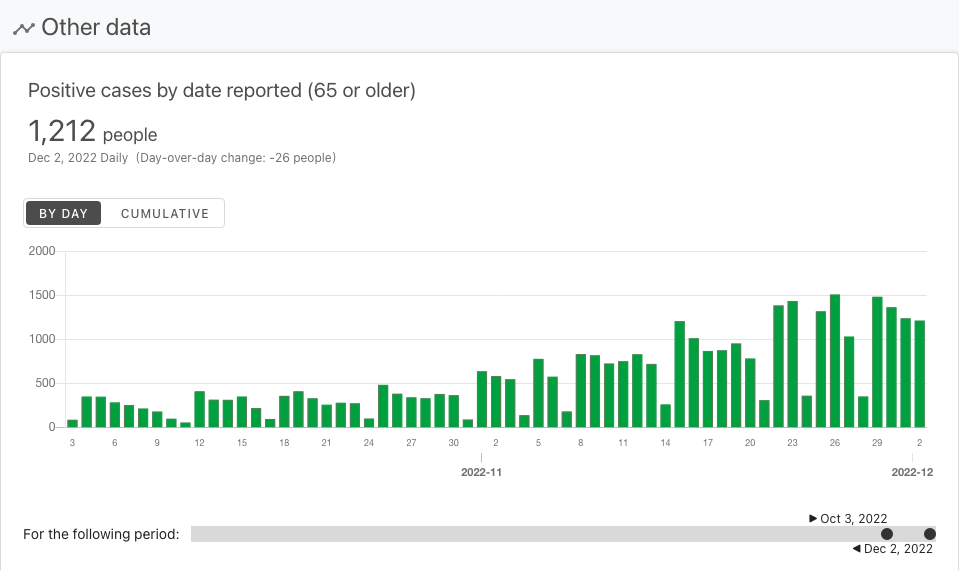 Other data
Positive cases by date reported (65 or older)
1,212 people
Dec 2, 2022 Daily (Day-over-day change: -26 people)
BY DAY CUMULATIVE
2000
1500
1000
500
0
3 6 9 12 15 18 21 24 27 30 2 5 8 11 14 17 20 23 26 29 2
2022-11 2022-12
▶ Oct 3, 2022
For the following period:
◀ Dec 2, 2022